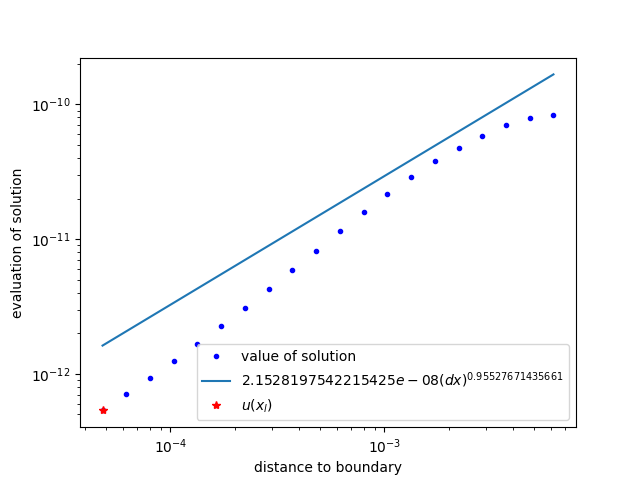 10⁻¹⁰
10⁻¹¹
10⁻¹²
evaluation of solution
value of solution
2.1528197542215425e − 08(dx)^0.95527671435661
u(x_l)
10⁻⁴
10⁻³
distance to boundary